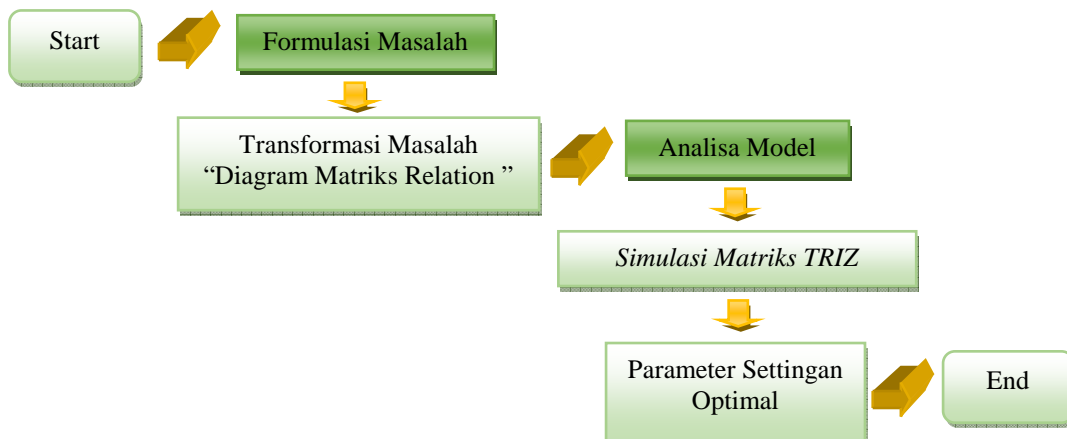 Start
Formulasi Masalah
Transformasi Masalah
“Diagram Matriks Relation ”
Analisa Model
Simulasi Matriks TRIZ
Parameter Settingan
Optimal
End